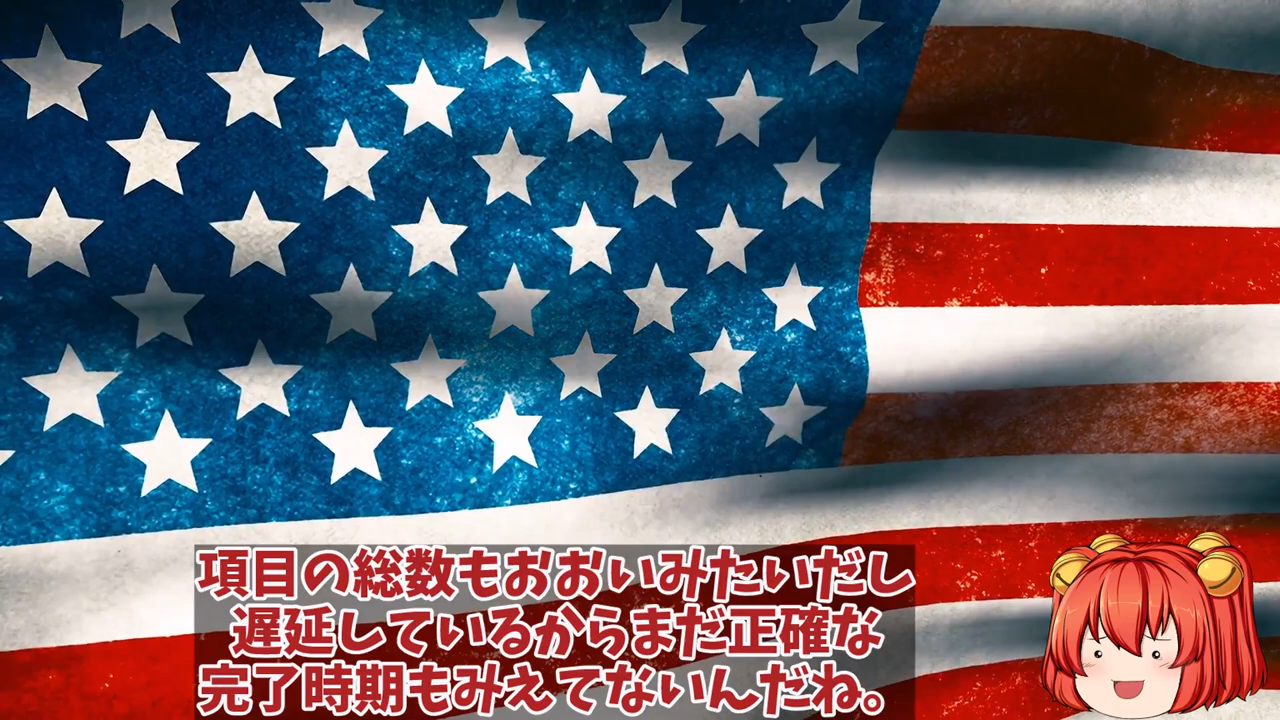 項目の総数もおおいみたいだし
遅延しているからまだ正確な
完了時期もみえてないんだね。